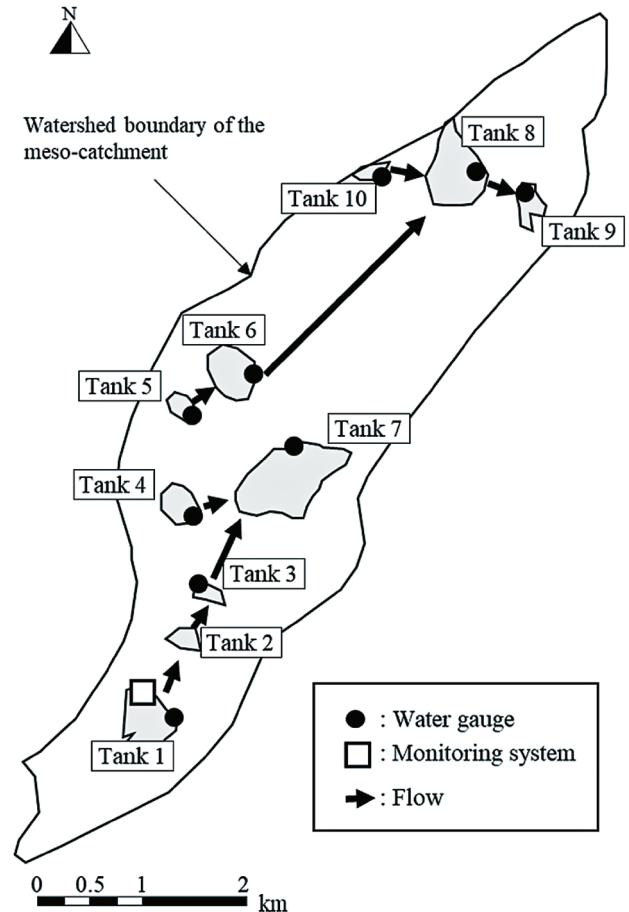 N
Watershed boundary of the
meso-catchment
Tank 8
Tank 10
Tank 9
Tank 6
Tank 5
Tank 7
Tank 4
Tank 3
Tank 2
Tank 1
: Water gauge
: Monitoring system
: Flow
0 0.5 1 2
km